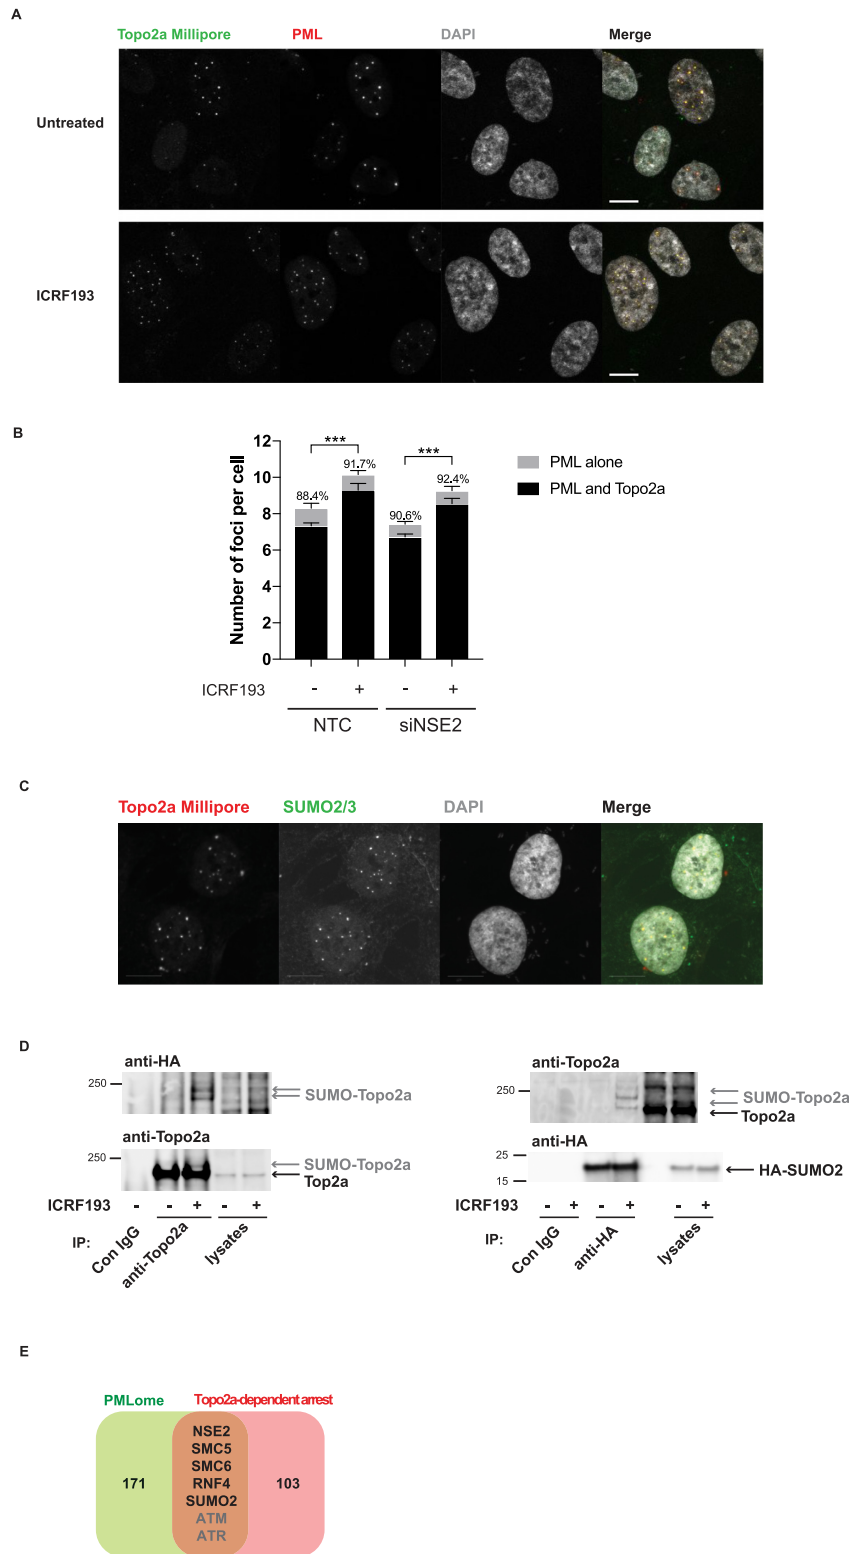 A
Topo2a Millipore PML DAPI Merge
Untreated
ICRF193
B
Number of foci per cell
12
10
8
6
4
2
0
*** ***
88.4% 91.7% 90.6% 92.4%
PML alone
PML and Topo2a
ICRF193 - + - +
NTC siNSE2
C
Topo2a Millipore SUMO2/3 DAPI Merge
D
anti-HA
250
SUMO-Topo2a
anti-Topo2a
250
SUMO-Topo2a
Top2a
ICRF193 - - + - +
IP: Con IgG anti-Topo2a lysates
anti-Topo2a
250
SUMO-Topo2a
Topo2a
anti-HA
25
15
HA-SUMO2
ICRF193 - + - + - +
IP: Con IgG anti-HA lysates
E
PMLome Topo2a-dependent arrest
171
NSE2
SMC5
SMC6
RNF4
SUMO2
ATM
ATR
103